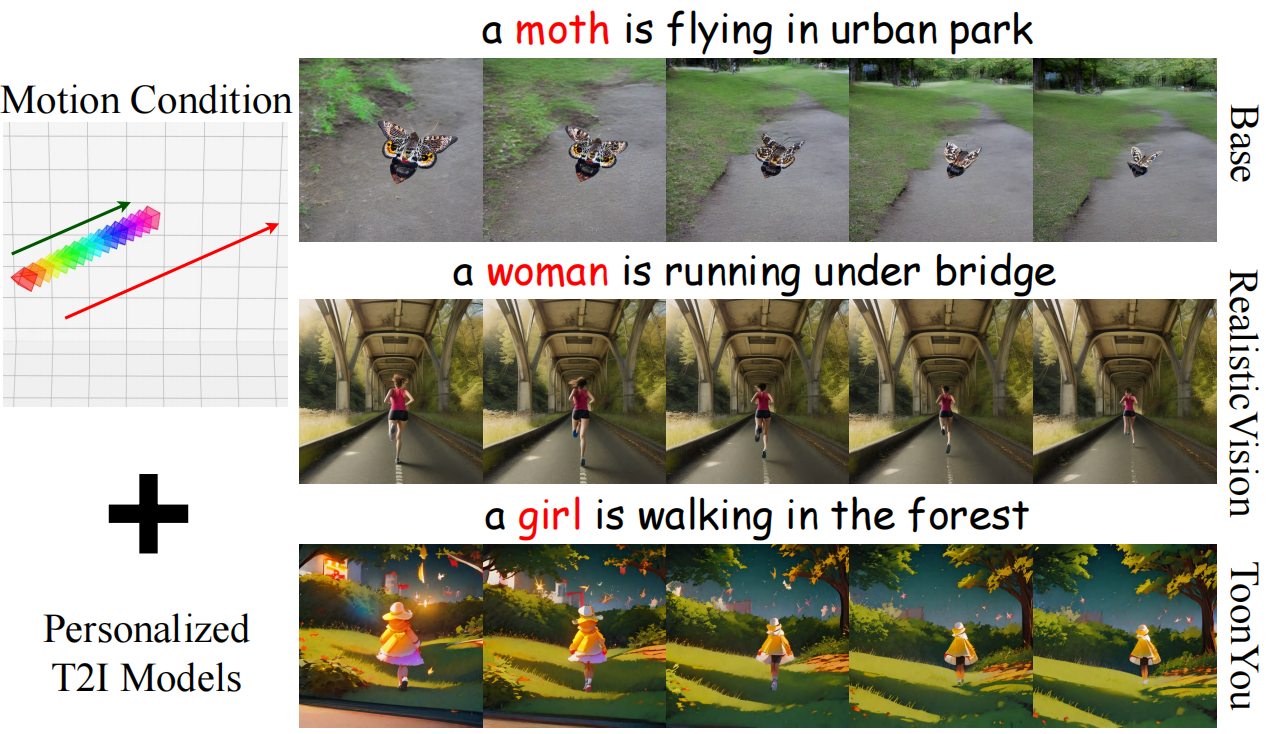 a moth is flying in urban park
Motion Condition
Base
a woman is running under bridge
RealisticVision
a girl is walking in the forest
Personalized
T2I Models
ToonYou